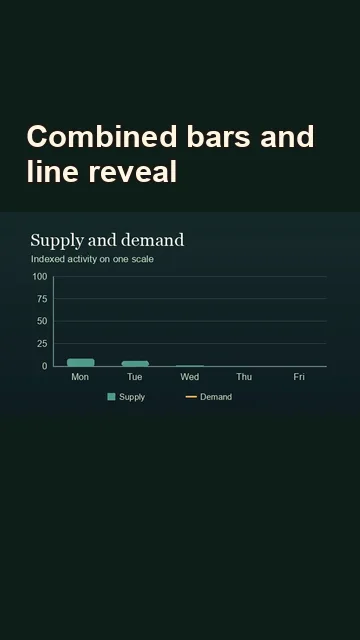 Combined bars and
line reveal
Supply and demand
Indexed activity on one scale
100
75
50
25
0
Mon Tue Wed Thu Fri
Supply Demand